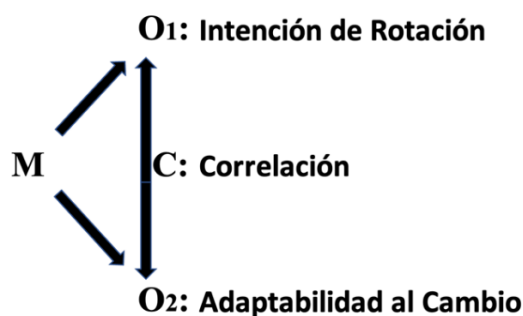 O1: Intención de Rotación
M C: Correlación
O2: Adaptabilidad al Cambio